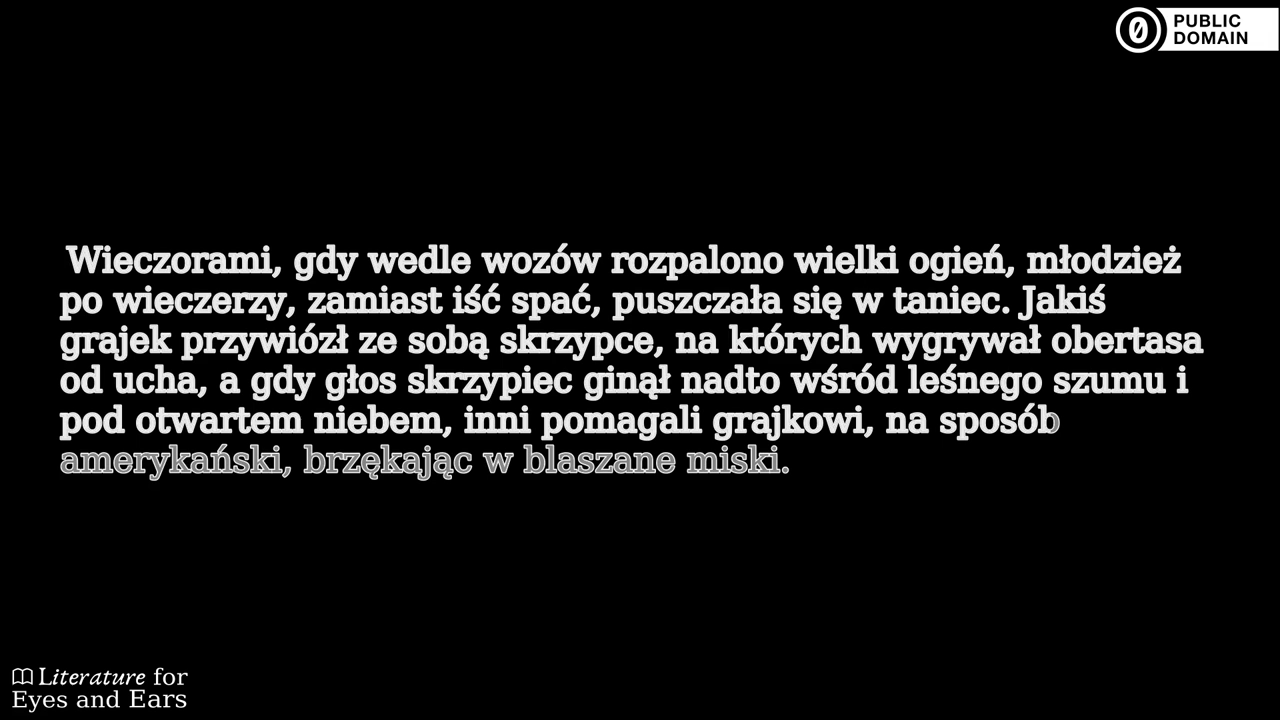 PUBLIC
DOMAIN
Wieczorami, gdy wedle wozów rozpalono wielki ogień, młodzież
po wieczerzy, zamiast iść spać, puszczała się w taniec. Jakiś
grajek przywiózł ze sobą skrzypce, na których wygrywał obertasa
od ucha, a gdy głos skrzypiec ginął nadto wśród leśnego szumu i
pod otwartem niebem, inni pomagali grajkowi, na sposób
amerykański, brzękając w blaszane miski.
Literature for
Eyes and Ears